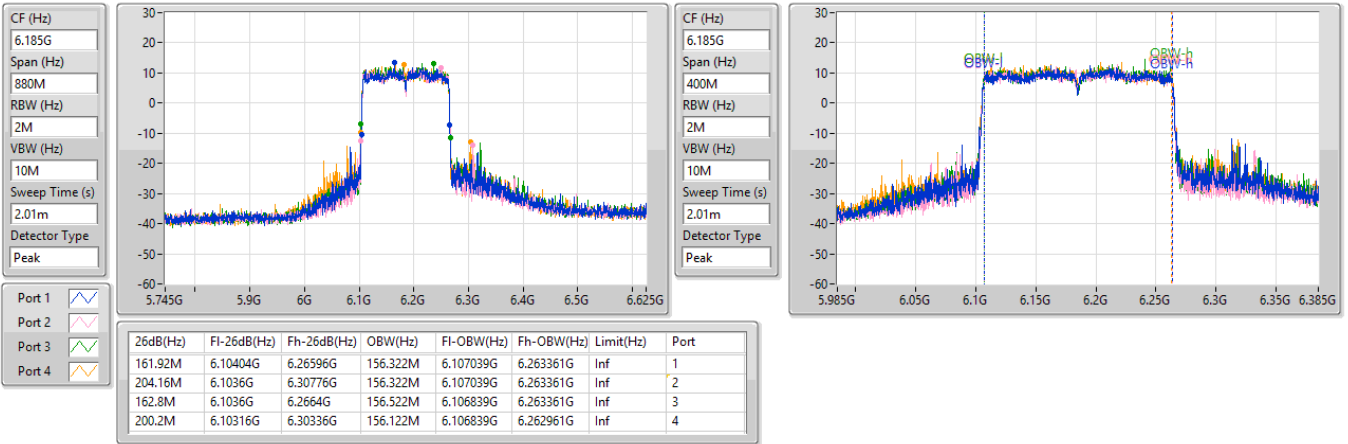 CF (Hz)
6.185G
Span (Hz)
880M
RBW (Hz)
2M
VBW (Hz)
10M
Sweep Time (s)
2.01m
Detector Type
Peak
30
20
10
0
-10
-20
-30
-40
-50
-60
5.745G 5.9G 6G 6.1G 6.2G 6.3G 6.4G 6.5G 6.625G
CF (Hz)
6.185G
Span (Hz)
400M
RBW (Hz)
2M
VBW (Hz)
10M
Sweep Time (s)
2.01m
Detector Type
Peak
30
20
10
0
-10
-20
-30
-40
-50
-60
OBW-l
OBW-h
OBW-h
5.985G 6.05G 6.1G 6.15G 6.2G 6.25G 6.3G 6.35G 6.385G
Port 1
Port 2
Port 3
Port 4
26dB(Hz) Fl-26dB(Hz) Fh-26dB(Hz) OBW(Hz) Fl-OBW(Hz) Fh-OBW(Hz) Limit(Hz) Port
161.92M 6.10404G 6.26596G 156.322M 6.107039G 6.263361G Inf 1
204.16M 6.1036G 6.30776G 156.322M 6.107039G 6.263361G Inf 2
162.8M 6.1036G 6.2664G 156.522M 6.106839G 6.263361G Inf 3
200.2M 6.10316G 6.30336G 156.122M 6.106839G 6.262961G Inf 4